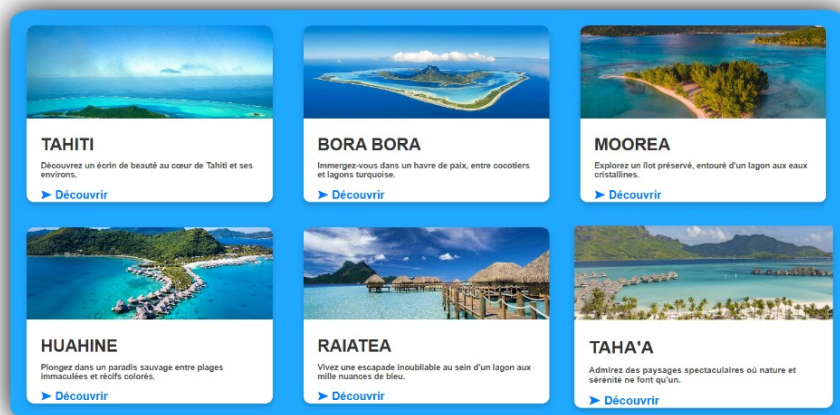 TAHITI
Découvrez un écrin de beauté au cœur de Tahiti et ses
environs.
➤ Découvrir
BORA BORA
Immergez-vous dans un havre de paix, entre cocotiers
et lagons turquoise.
➤ Découvrir
MOOREA
Explorez un îlot préservé, entouré d'un lagon aux eaux
cristallines.
➤ Découvrir
HUAHINE
Plongez dans un paradis sauvage entre plages
immaculées et récifs colorés.
➤ Découvrir
RAIATEA
Vivez une escapade inoubliable au sein d'un lagon aux
mille nuances de bleu.
➤ Découvrir
TAHA'A
Admirez des paysages spectaculaires où nature et
sérénité ne font qu'un.
➤ Découvrir